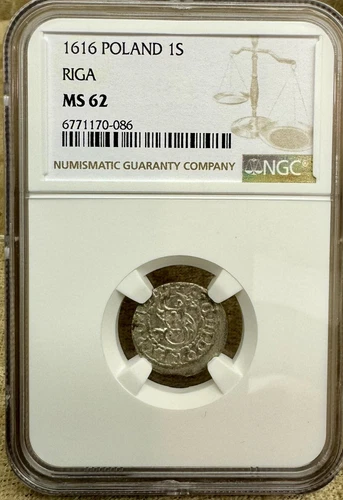 1616 POLAND 1S
RIGA
MS 62
6771170-086
NUMISMATIC GUARANTY COMPANY
NGC